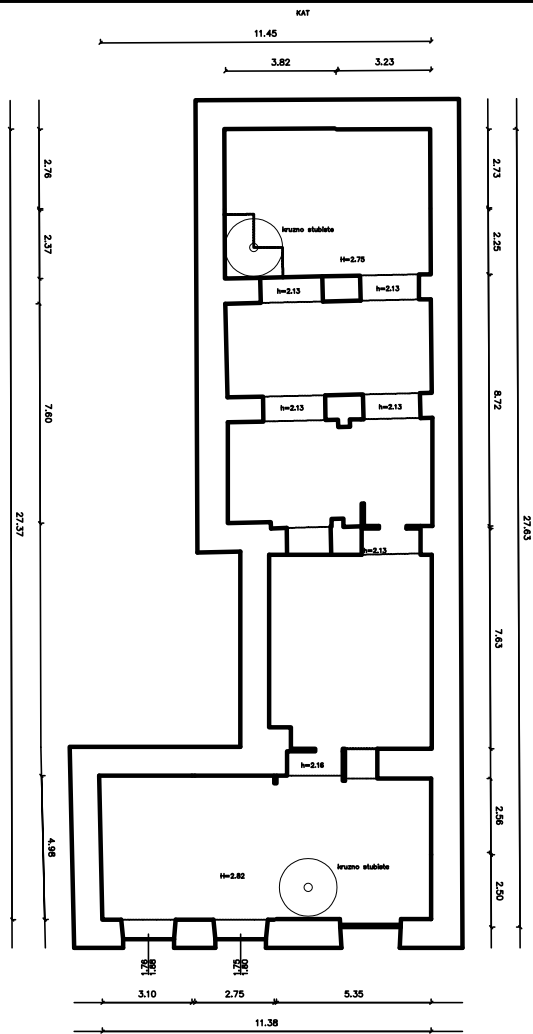 KAT
11.45
3.82
3.23
2.76
2.73
kruzno stubiste
2.37
2.25
H=2.75
h=2.13
h=2.13
7.60
8.72
h=2.13
h=2.13
27.37
27.63
h=2.13
7.63
h=2.16
2.56
4.98
kruzno stubiste
H=2.82
2.50
1.76
1.75
3.10
2.75
5.35
11.38